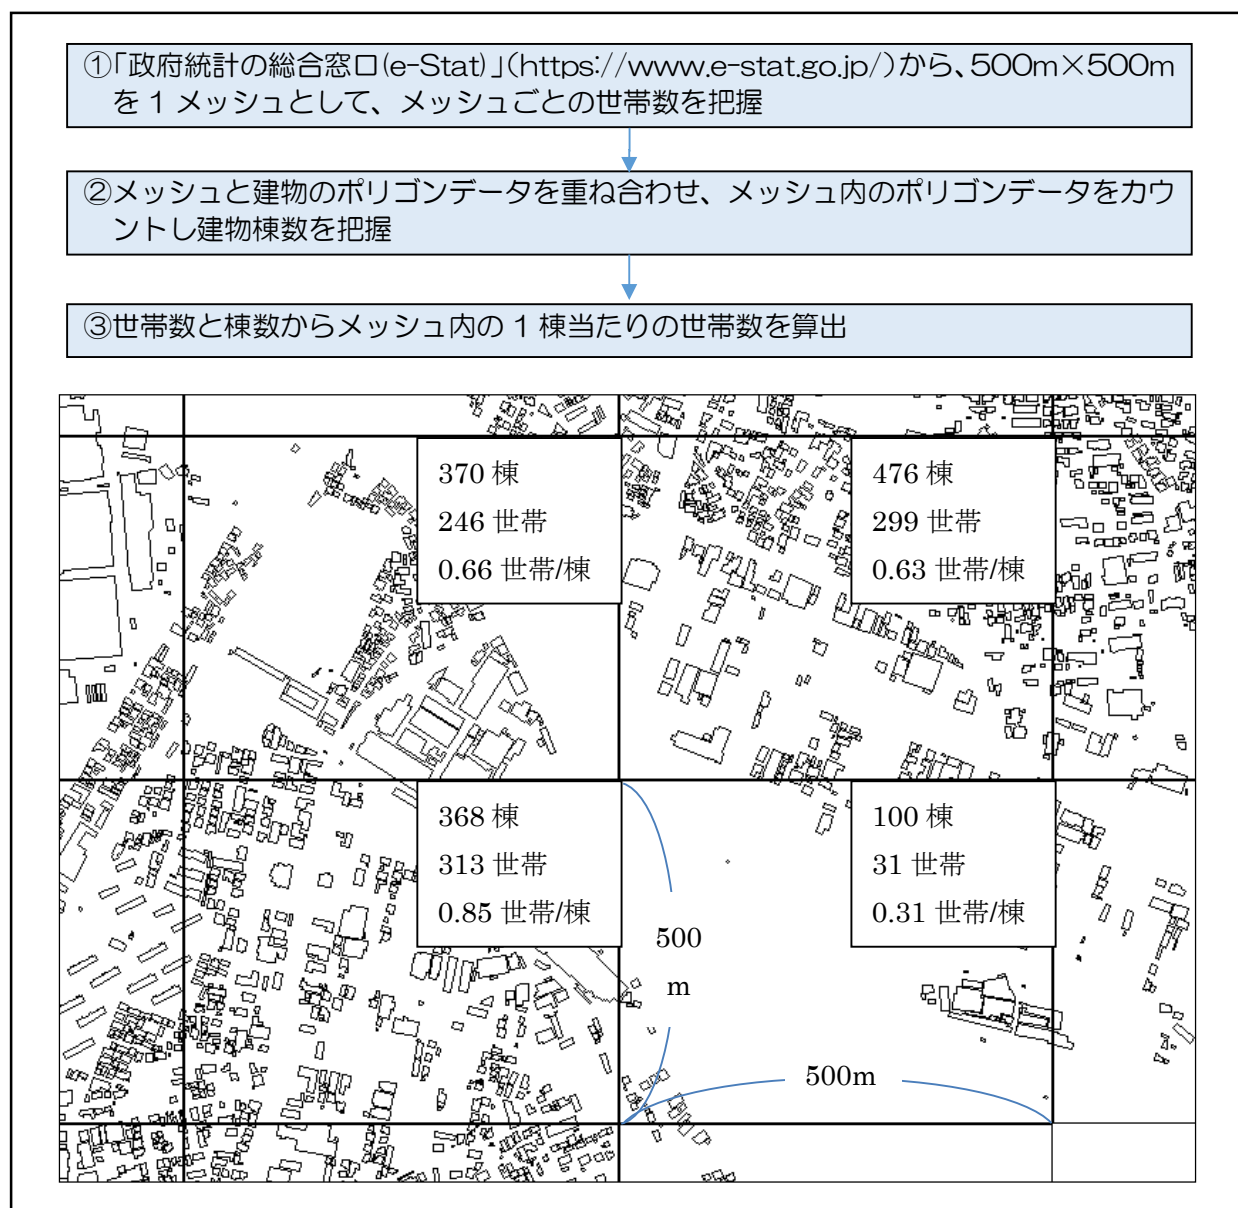 ①「政府統計の総合窓口(e-Stat)」(https://www.e-stat.go.jp/)から、500m×500m
を 1 メッシュとして、メッシュごとの世帯数を把握
②メッシュと建物のポリゴンデータを重ね合わせ、メッシュ内のポリゴンデータをカウ
ントし建物棟数を把握
③世帯数と棟数からメッシュ内の 1 棟当たりの世帯数を算出
370 棟
246 世帯
0.66 世帯/棟
476 棟
299 世帯
0.63 世帯/棟
368 棟
313 世帯
0.85 世帯/棟
100 棟
31 世帯
0.31 世帯/棟
500
m
500m